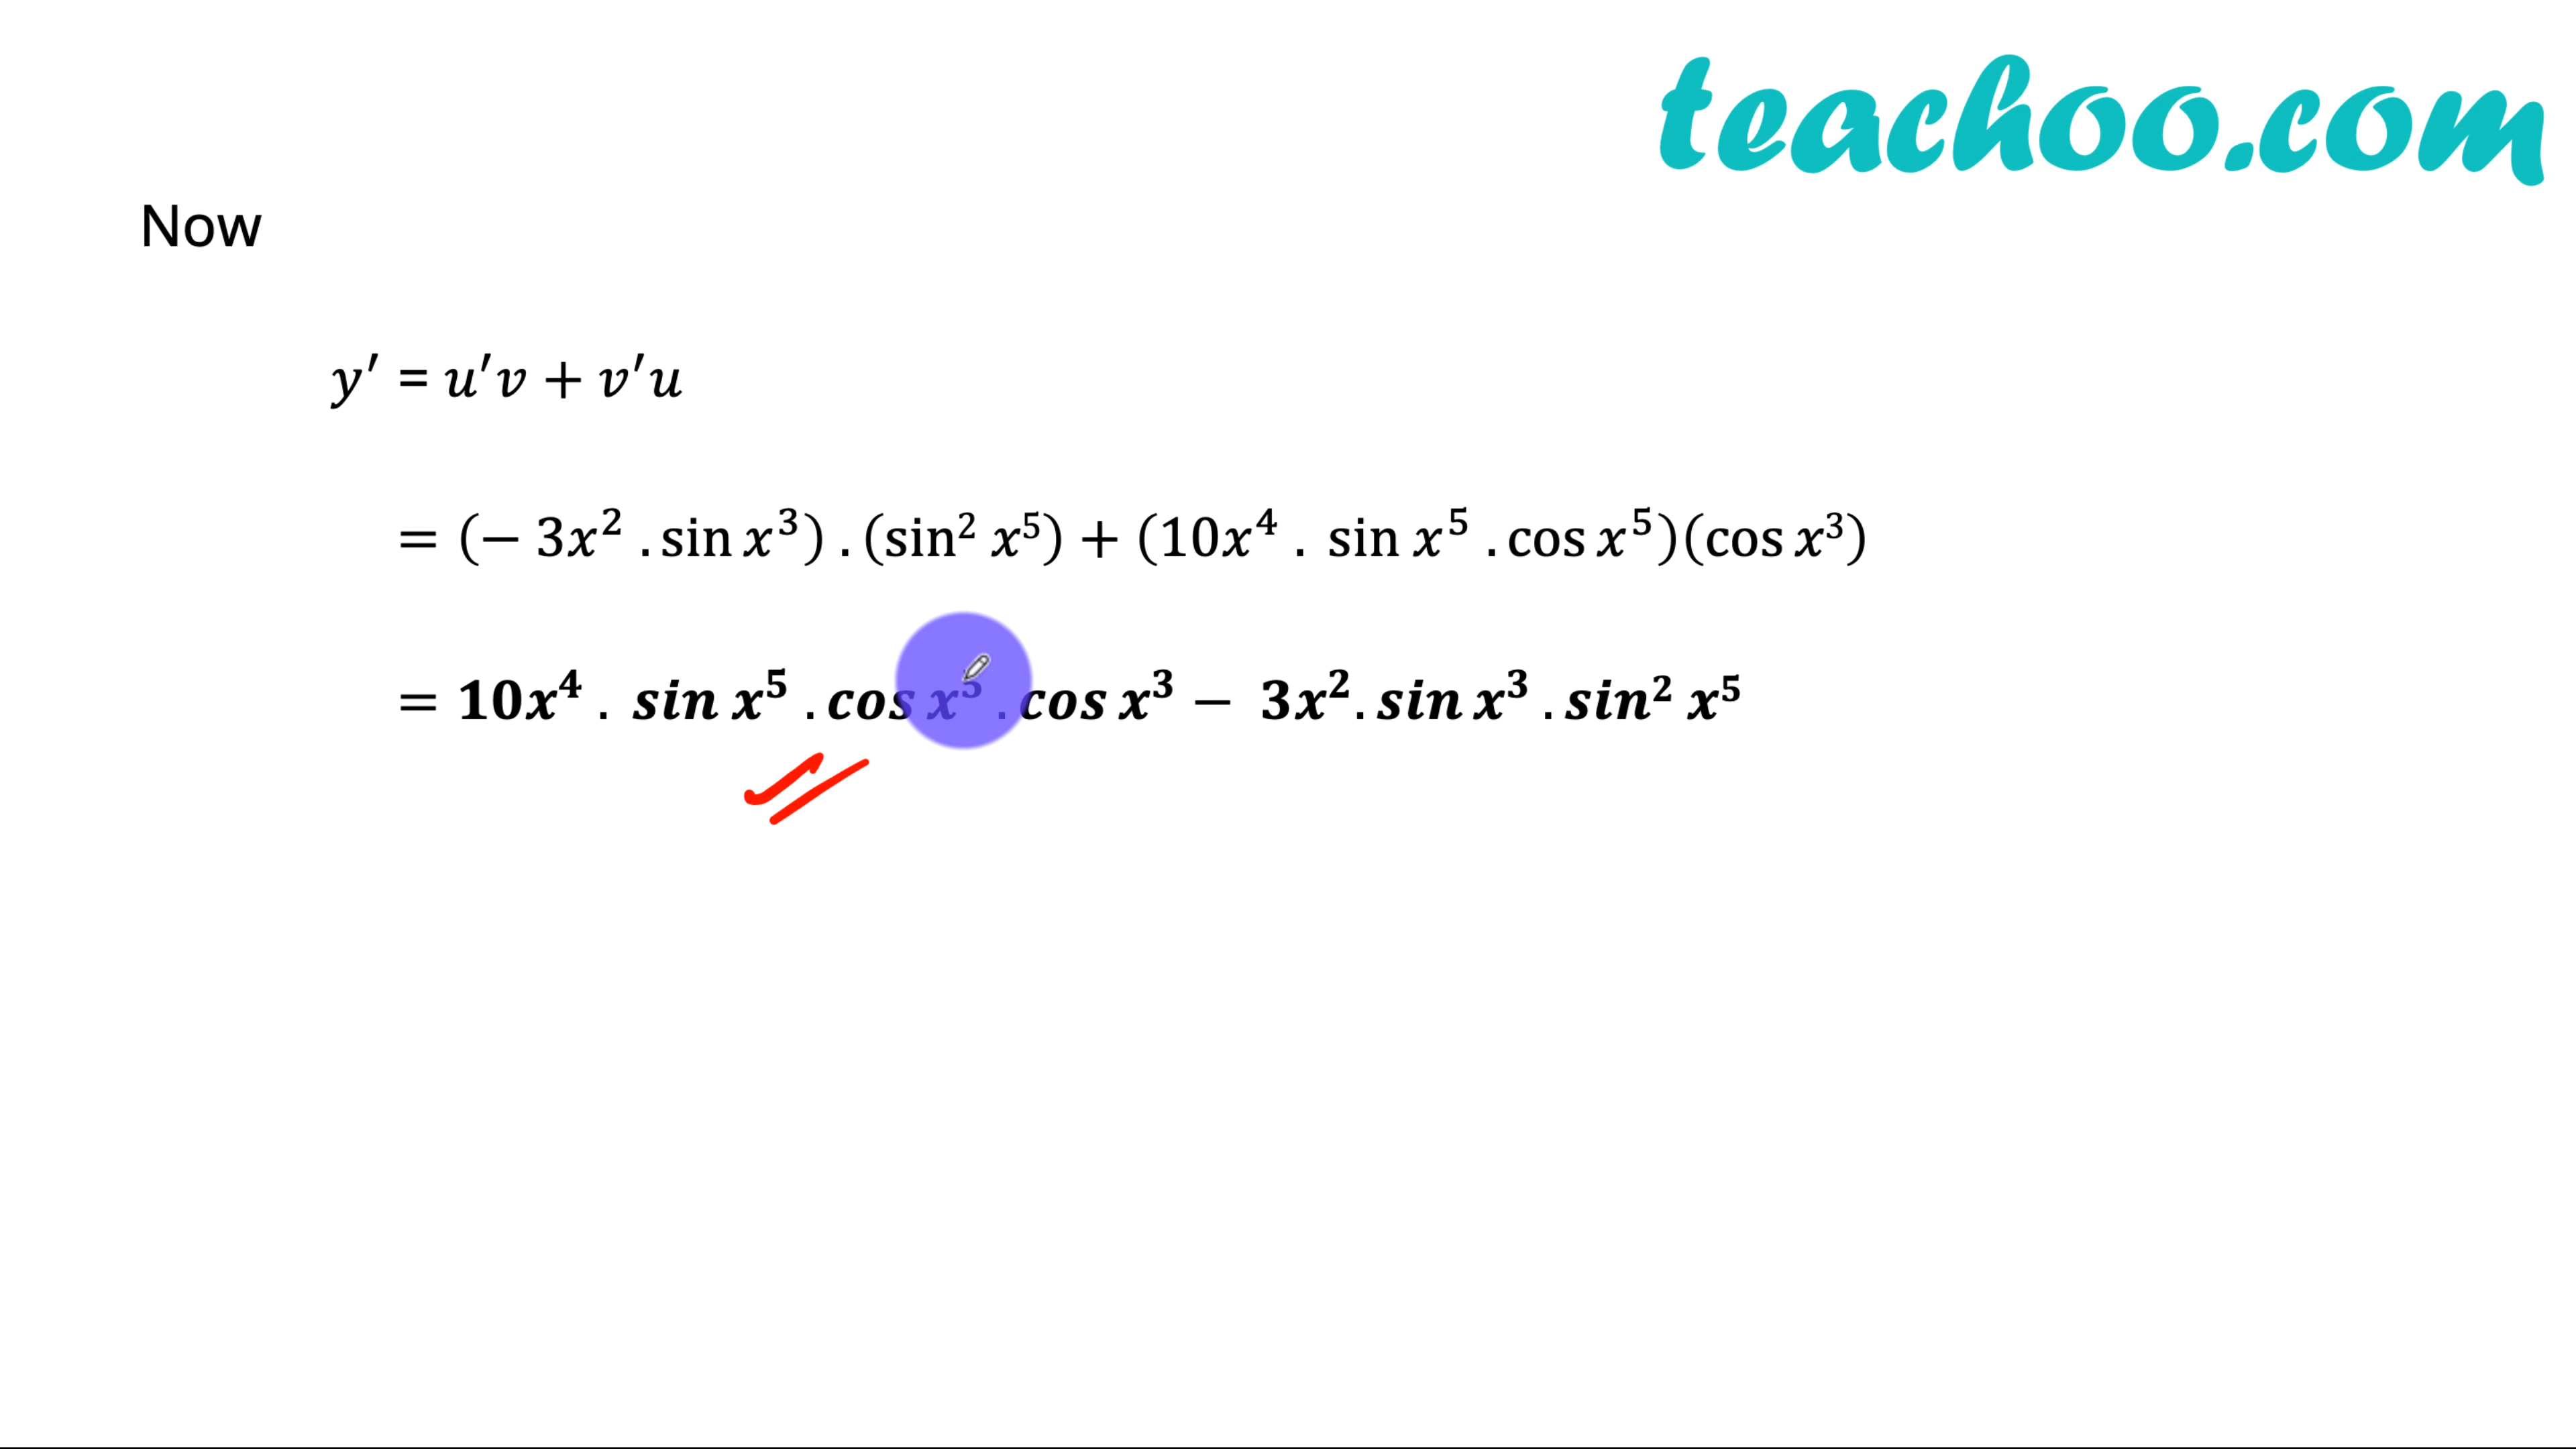 teachoo.com
Now
y′ = u′v + v′u
= (− 3x² . sin x³) . (sin² x⁵) + (10x⁴ . sin x⁵ . cos x⁵)(cos x³)
= 10x⁴ . sin x⁵ . cos x⁵ . cos x³ − 3x². sin x³ . sin² x⁵